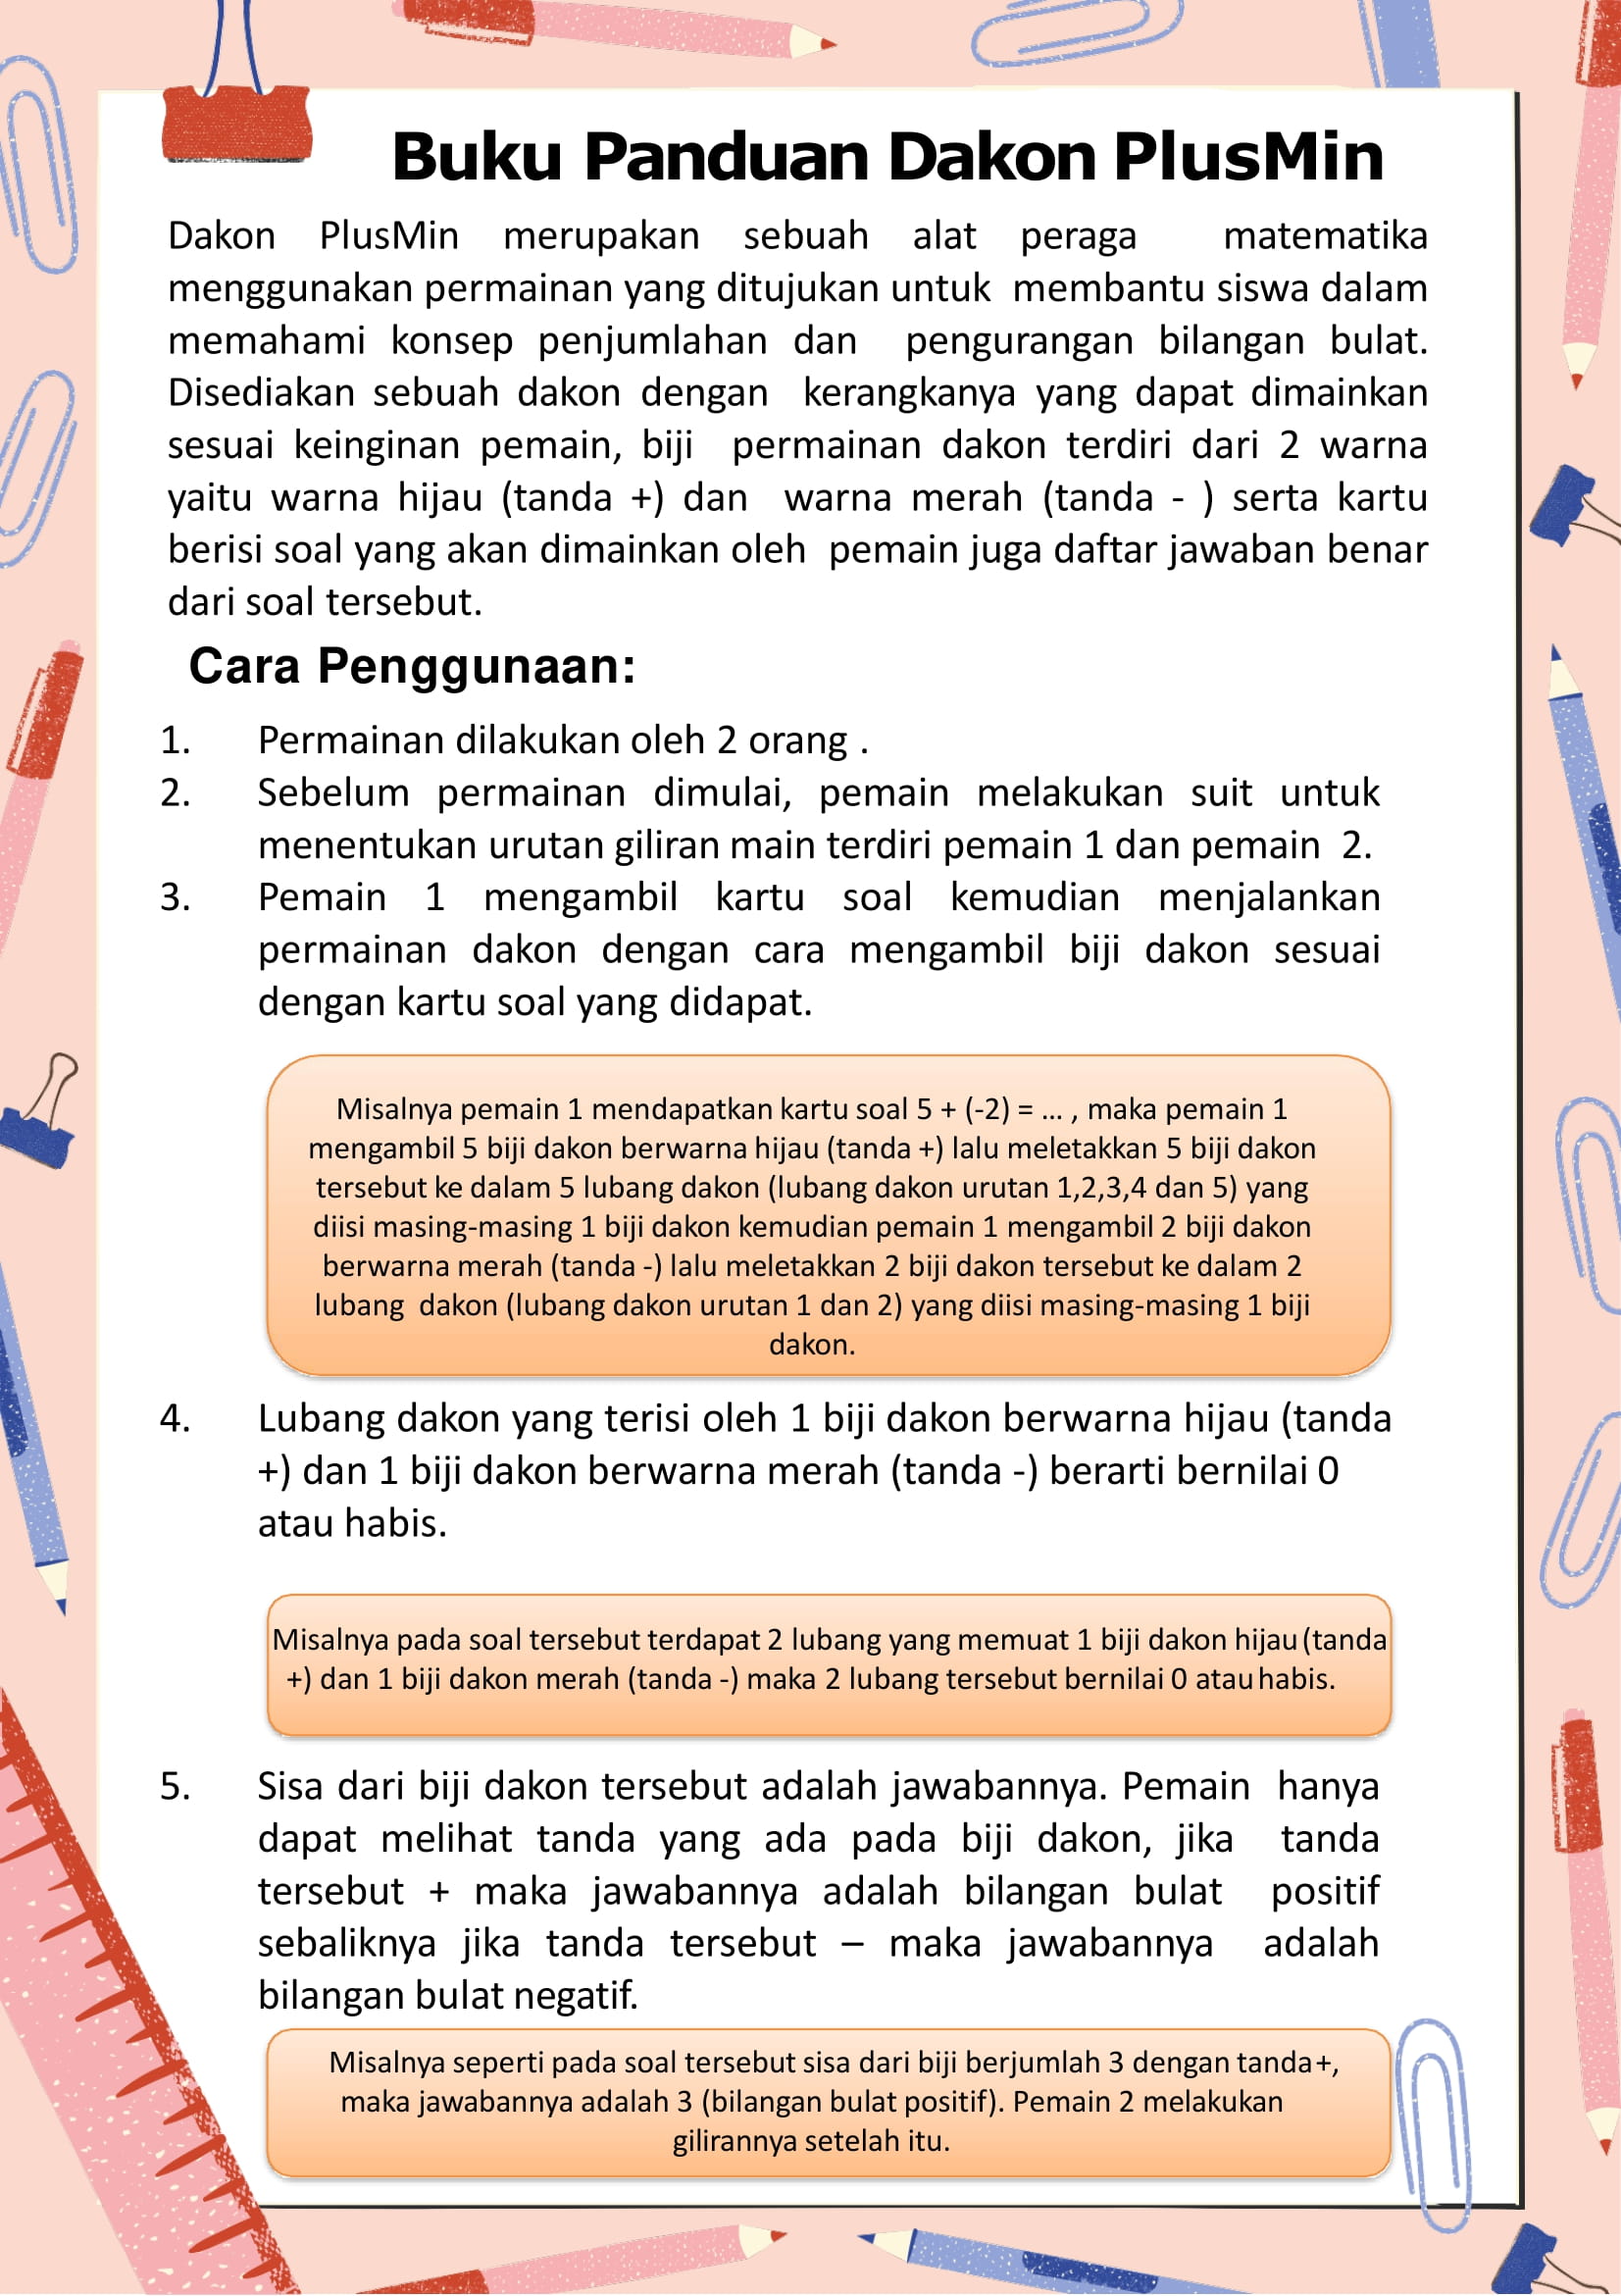 Buku Panduan Dakon PlusMin
Dakon PlusMin merupakan sebuah alat peraga matematika
menggunakan permainan yang ditujukan untuk membantu siswa dalam
memahami konsep penjumlahan dan pengurangan bilangan bulat.
Disediakan sebuah dakon dengan kerangkanya yang dapat dimainkan
sesuai keinginan pemain, biji permainan dakon terdiri dari 2 warna
yaitu warna hijau (tanda +) dan warna merah (tanda - ) serta kartu
berisi soal yang akan dimainkan oleh pemain juga daftar jawaban benar
dari soal tersebut.
Cara Penggunaan:
1. Permainan dilakukan oleh 2 orang .
2. Sebelum permainan dimulai, pemain melakukan suit untuk
menentukan urutan giliran main terdiri pemain 1 dan pemain 2.
3. Pemain 1 mengambil kartu soal kemudian menjalankan
permainan dakon dengan cara mengambil biji dakon sesuai
dengan kartu soal yang didapat.
Misalnya pemain 1 mendapatkan kartu soal 5 + (-2) = ... , maka pemain 1
mengambil 5 biji dakon berwarna hijau (tanda +) lalu meletakkan 5 biji dakon
tersebut ke dalam 5 lubang dakon (lubang dakon urutan 1,2,3,4 dan 5) yang
diisi masing-masing 1 biji dakon kemudian pemain 1 mengambil 2 biji dakon
berwarna merah (tanda -) lalu meletakkan 2 biji dakon tersebut ke dalam 2
lubang dakon (lubang dakon urutan 1 dan 2) yang diisi masing-masing 1 biji
dakon.
4. Lubang dakon yang terisi oleh 1 biji dakon berwarna hijau (tanda
+) dan 1 biji dakon berwarna merah (tanda -) berarti bernilai 0
atau habis.
Misalnya pada soal tersebut terdapat 2 lubang yang memuat 1 biji dakon hijau (tanda
+) dan 1 biji dakon merah (tanda -) maka 2 lubang tersebut bernilai 0 atau habis.
5. Sisa dari biji dakon tersebut adalah jawabannya. Pemain hanya
dapat melihat tanda yang ada pada biji dakon, jika tanda
tersebut + maka jawabannya adalah bilangan bulat positif
sebaliknya jika tanda tersebut – maka jawabannya adalah
bilangan bulat negatif.
Misalnya seperti pada soal tersebut sisa dari biji berjumlah 3 dengan tanda +,
maka jawabannya adalah 3 (bilangan bulat positif). Pemain 2 melakukan
gilirannya setelah itu.